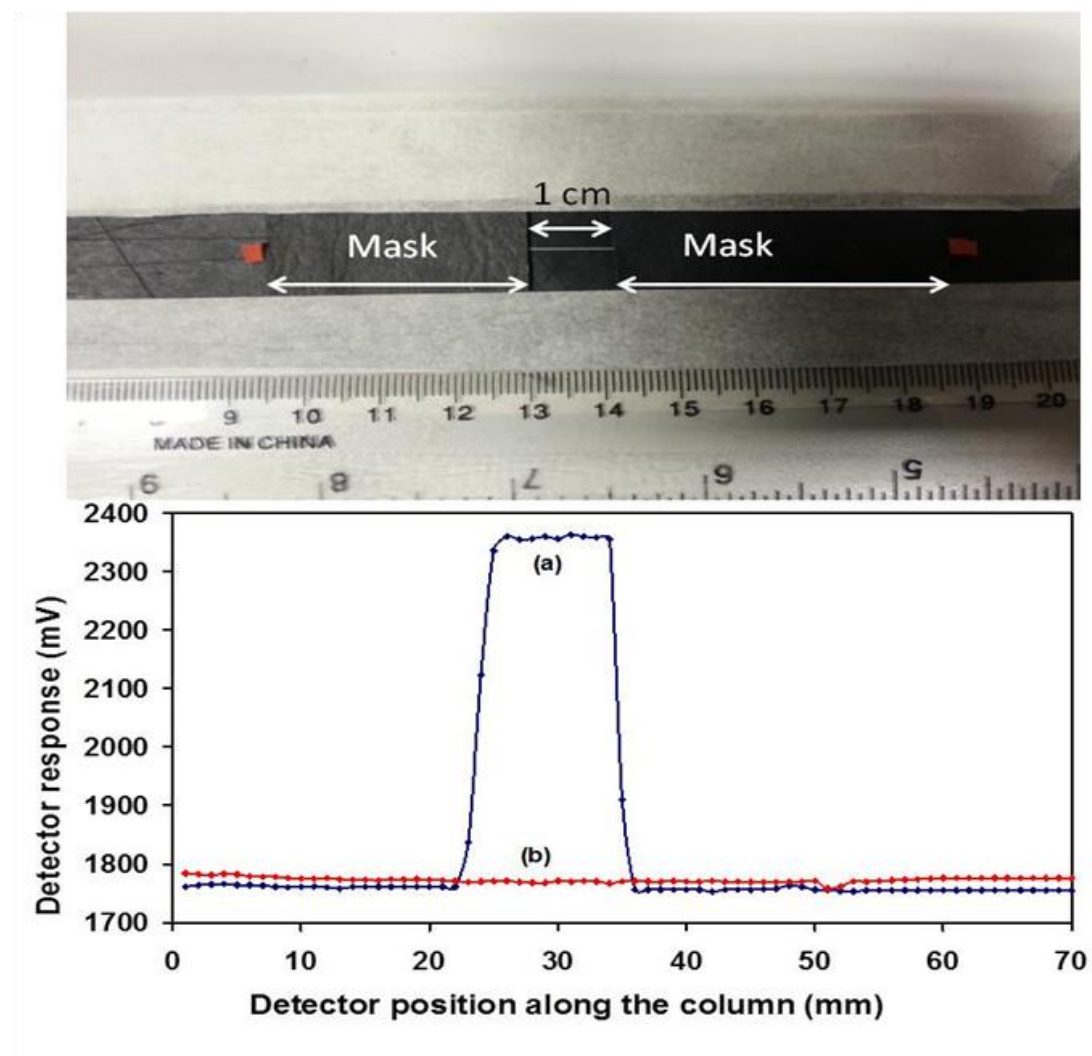 1 cm
Mask Mask
9 10 11 12 13 14 15 16 17 18 19 20
MADE IN CHINA
9 8 7 6 5
2400
2300
2200
2100
2000
1900
1800
1700
Detector response (mV)
(a)
(b)
0 10 20 30 40 50 60 70
Detector position along the column (mm)